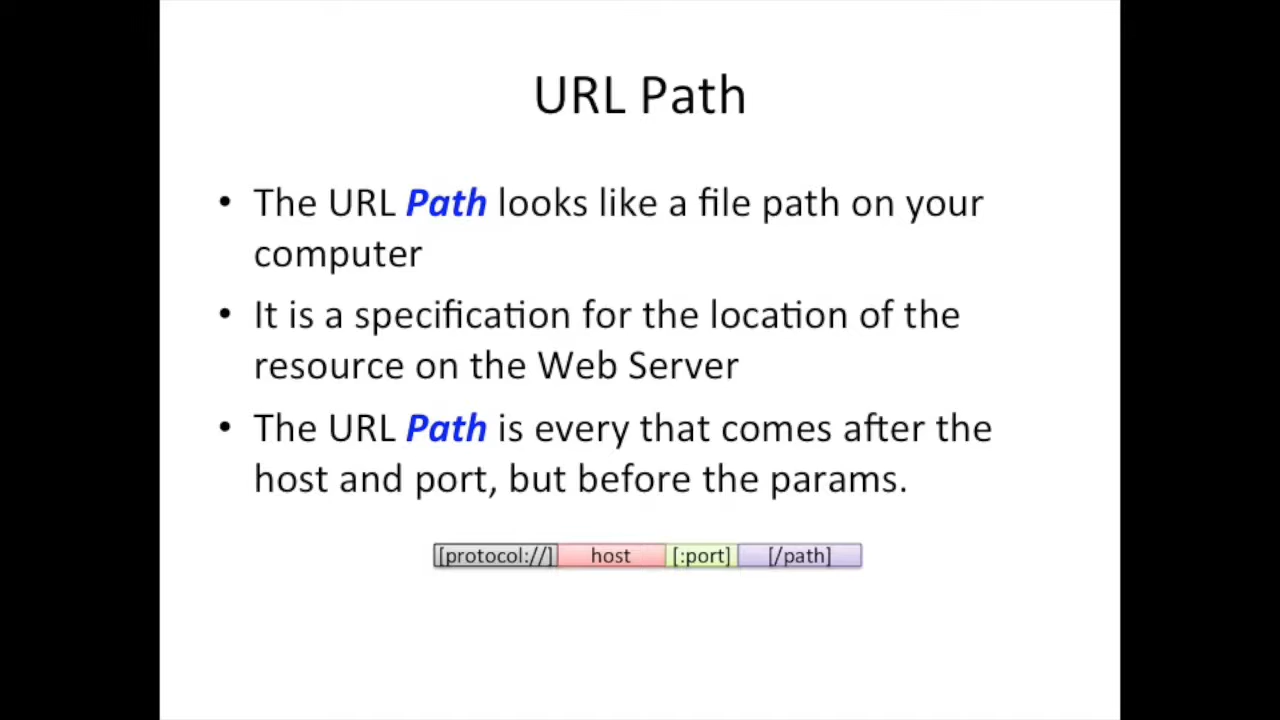 URL Path
• The URL Path looks like a file path on your
computer
• It is a specification for the location of the
resource on the Web Server
• The URL Path is every that comes after the
host and port, but before the params.
[protocol://] host [:port] [/path]